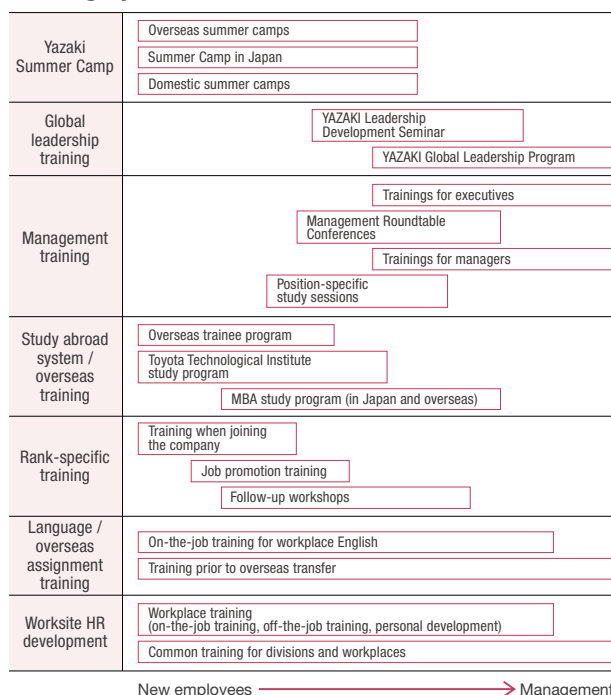 Yazaki
Summer Camp
Overseas summer camps
Summer Camp in Japan
Domestic summer camps
Global
leadership
training
YAZAKI Leadership
Development Seminar
YAZAKI Global Leadership Program
Management
training
Trainings for executives
Management Roundtable
Conferences
Trainings for managers
Position-specific
study sessions
Study abroad
system /
overseas
training
Overseas trainee program
Toyota Technological Institute
study program
MBA study program (in Japan and overseas)
Rank-specific
training
Training when joining
the company
Job promotion training
Follow-up workshops
Language /
overseas
assignment
training
On-the-job training for workplace English
Training prior to overseas transfer
Worksite HR
development
Workplace training
(on-the-job training, off-the-job training, personal development)
Common training for divisions and workplaces
New employees
Management